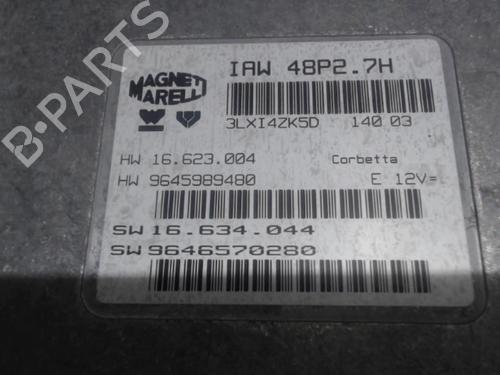 MAGNETI
MARELLI
IAW 48P2.7H
3LXI4ZK5D 140 03
HW 16.623.004 Corbetta
HW 9645989480 E 12V=
SW 16.634.044
SW 9646570280
B-PARTS